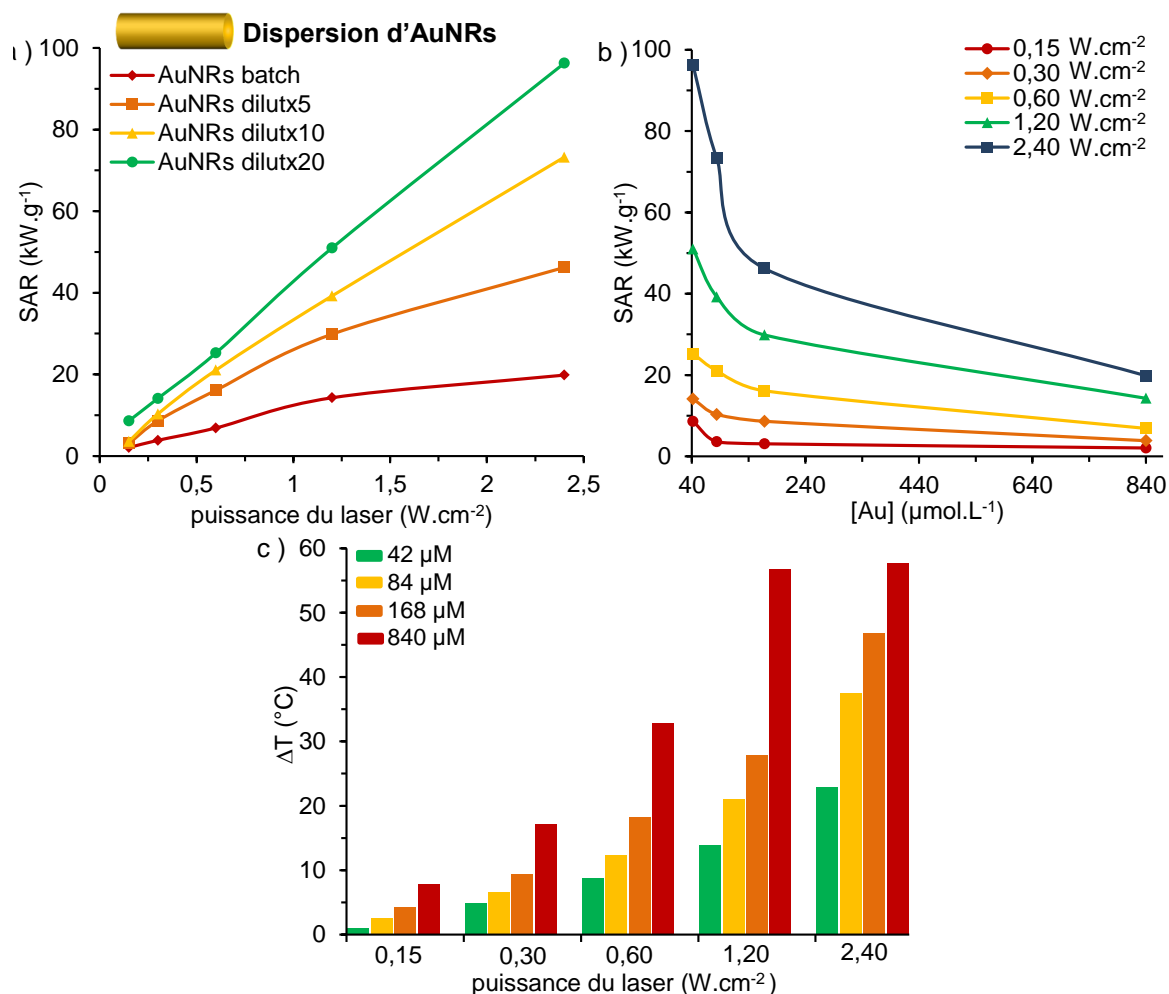 Dispersion d'AuNRs
)
100
80
60
40
20
0
SAR (kW.g⁻¹)
AuNRs batch
AuNRs dilutx5
AuNRs dilutx10
AuNRs dilutx20
0 0,5 1 1,5 2 2,5
puissance du laser (W.cm⁻²)
b )
100
80
60
40
20
0
SAR (kW.g⁻¹)
0,15 W.cm⁻²
0,30 W.cm⁻²
0,60 W.cm⁻²
1,20 W.cm⁻²
2,40 W.cm⁻²
40 240 440 640 840
[Au] (µmol.L⁻¹)
c )
60
50
40
30
20
10
0
ΔT (°C)
42 µM
84 µM
168 µM
840 µM
0,15 0,30 0,60 1,20 2,40
puissance du laser (W.cm⁻²)